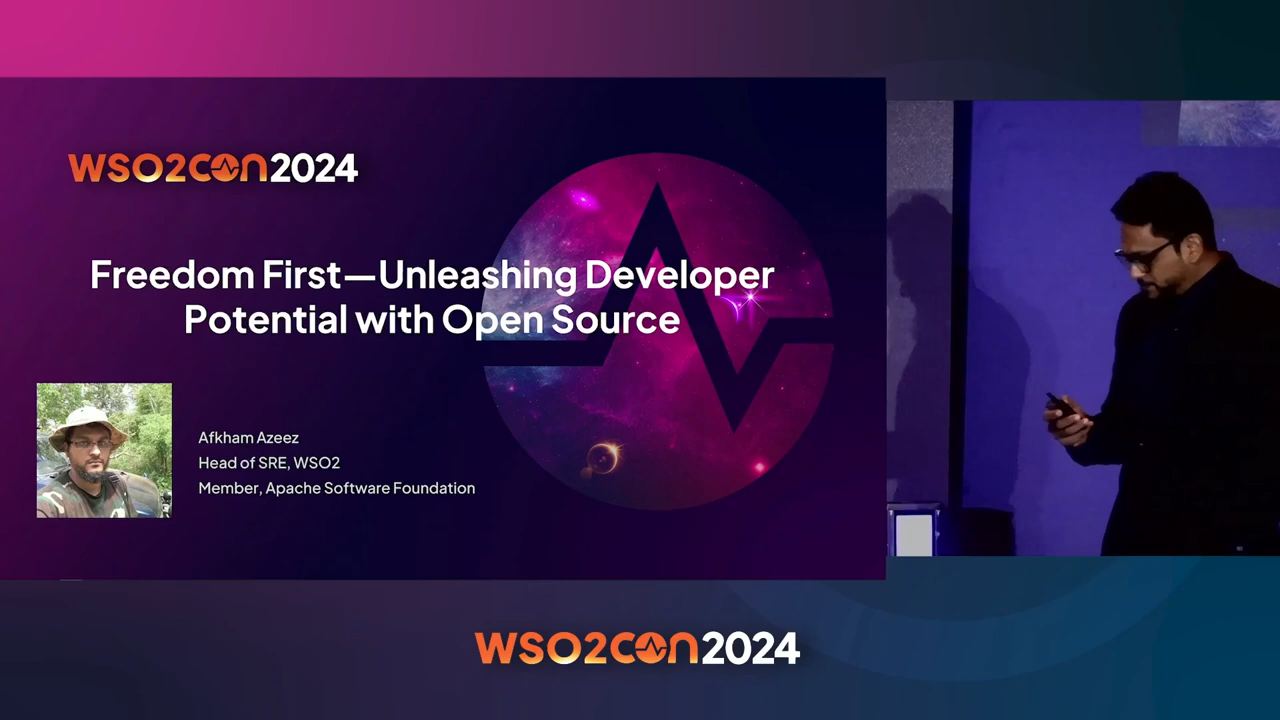 WSO2CON2024
Freedom First—Unleashing Developer
Potential with Open Source
Afkham Azeez
Head of SRE, WSO2
Member, Apache Software Foundation
WSO2CON2024